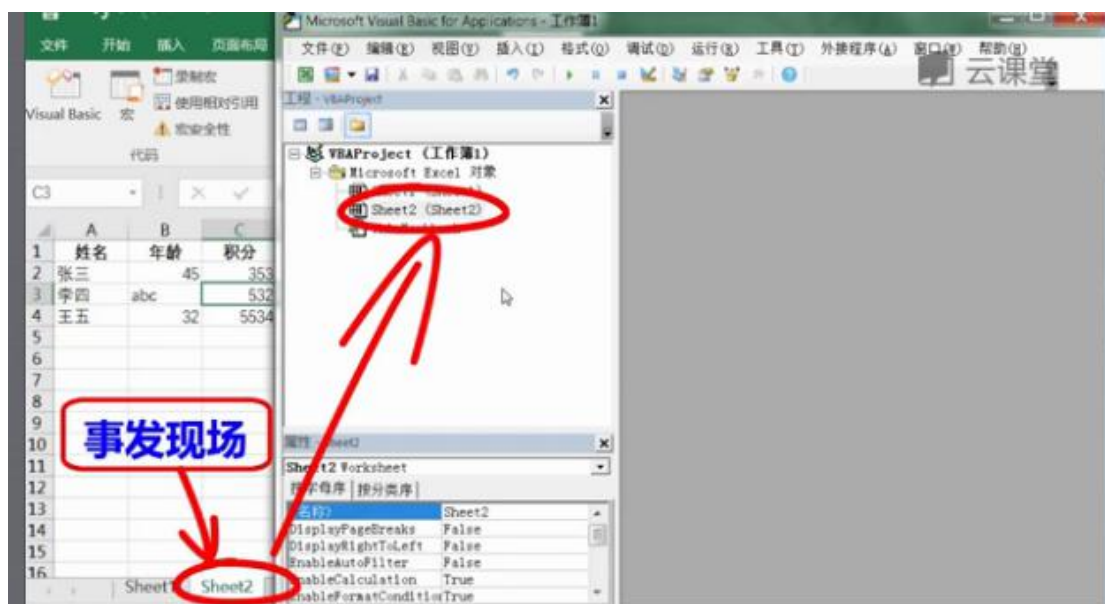 Microsoft Visual Basic for Applications - 工作簿1
文件 开始 插入 页面布局
文件(F) 编辑(E) 视图(V) 插入(I) 格式(O) 调试(D) 运行(R) 工具(T) 外接程序(A) 窗口(W) 帮助(H)
云课堂
Visual Basic 宏
录制宏
使用相对引用
宏安全性
代码
工程 - VBAProject
VBAProject (工作簿1)
Microsoft Excel 对象
Sheet2 (Sheet2)
C3
A B C
1 姓名 年龄 积分
2 张三 45 353
3 李四 abc 532
4 王五 32 5534
5
6
7
8
9
10
11
12
13
14
15
16
事发现场
Sheet1 Sheet2
属性 - Sheet2
Sheet2 Worksheet
按字母序 按分类序
(名称) Sheet2
DisplayPageBreaks False
DisplayRightToLeft False
EnableAutoFilter False
EnableCalculation True
EnableFormatConditio True